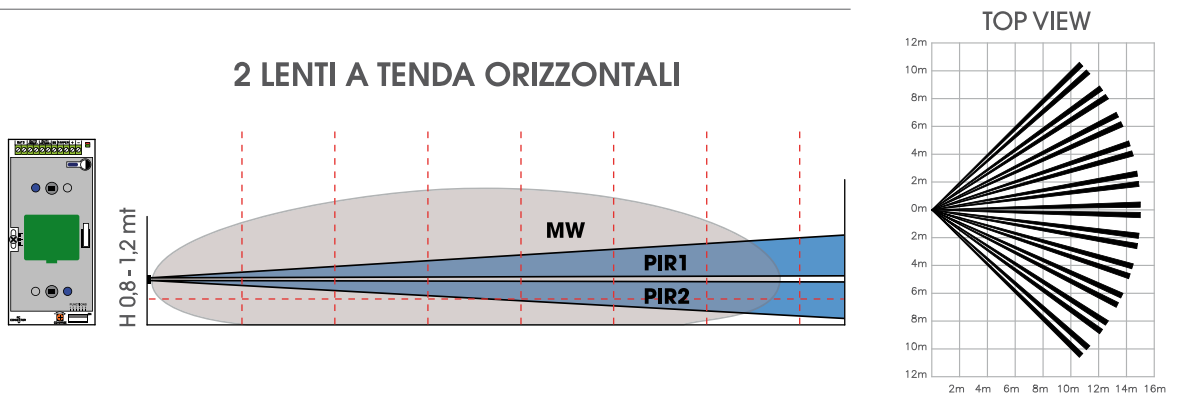 2 LENTI A TENDA ORIZZONTALI
H 0,8 - 1,2 mt
MW
PIR1
PIR2
TOP VIEW
12m
10m
8m
6m
4m
2m
0m
2m
4m
6m
8m
10m
12m
2m 4m 6m 8m 10m 12m 14m 16m